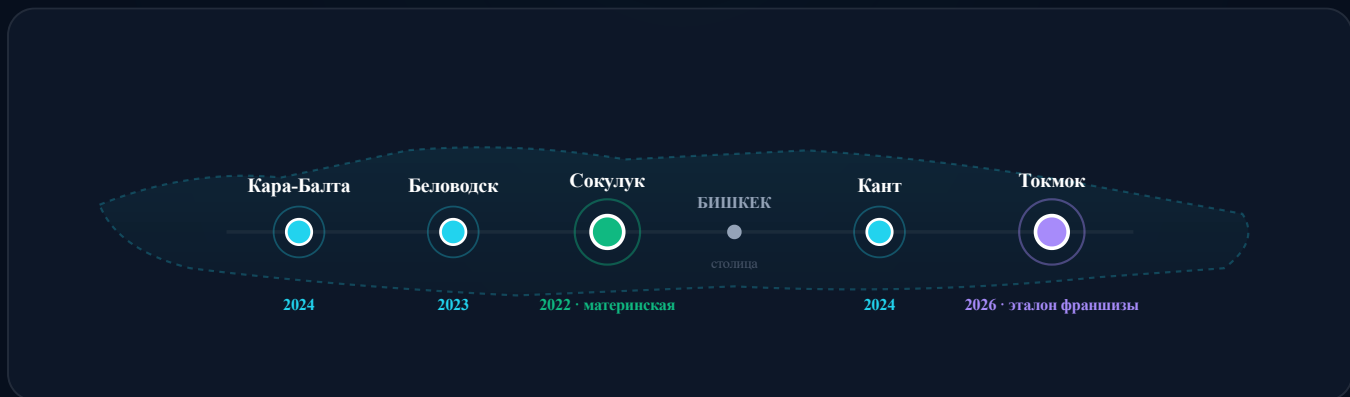 Кара-Балта
Беловодск
Сокулук
БИШКЕК
столица
Кант
Токмок
2024
2023
2022 · материнская
2024
2026 · эталон франшизы